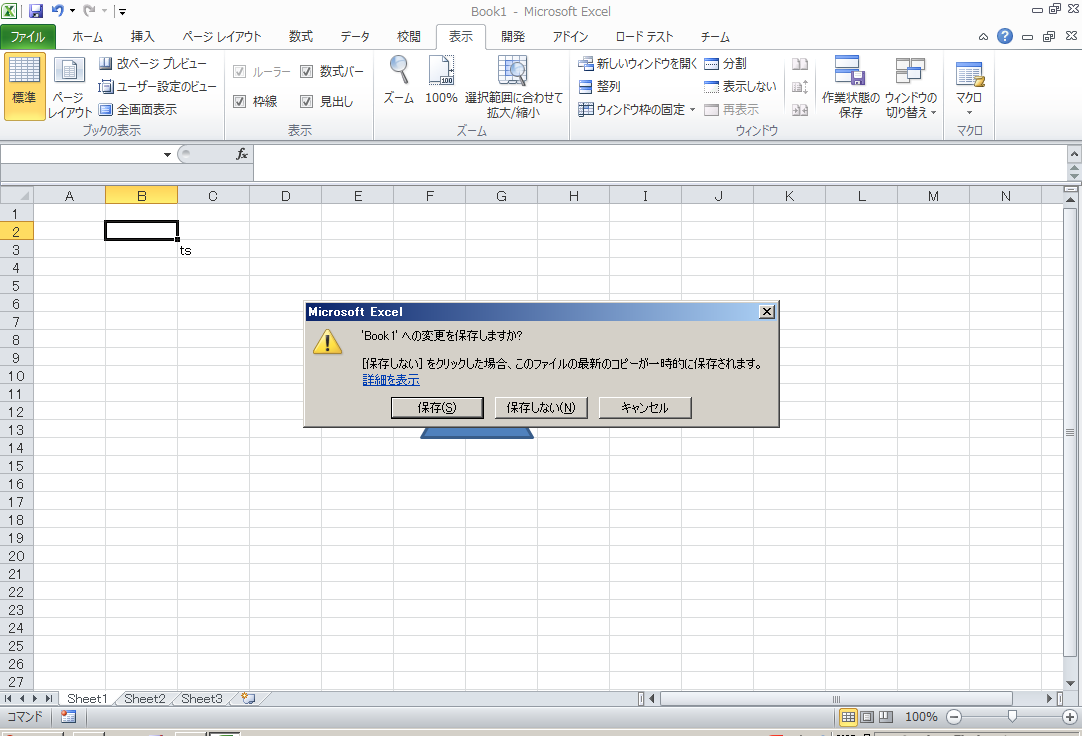 Book1 - Microsoft Excel
ファイル ホーム 挿入 ページ レイアウト 数式 データ 校閲 表示 開発 アドイン ロード テスト チーム
標準 ページ レイアウト 改ページ プレビュー ユーザー設定のビュー 全画面表示
ルーラー 数式バー
枠線 見出し
ズーム 100% 選択範囲に合わせて 拡大/縮小
新しいウィンドウを開く 整列 ウィンドウ枠の固定
分割 表示しない 再表示
作業状態の 保存 ウィンドウの 切り替え マクロ
ブックの表示 表示 ズーム ウィンドウ マクロ
fx
A B C D E F G H I J K L M N
1
2
3 ts
4
5
6
7
8
9
10
11
12
13
14
15
16
17
18
19
20
21
22
23
24
25
26
27
Microsoft Excel
'Book1' への変更を保存しますか?
[保存しない] をクリックした場合、このファイルの最新のコピーが一時的に保存されます。
詳細を表示
保存(S) 保存しない(N) キャンセル
Sheet1 Sheet2 Sheet3
コマンド 100%